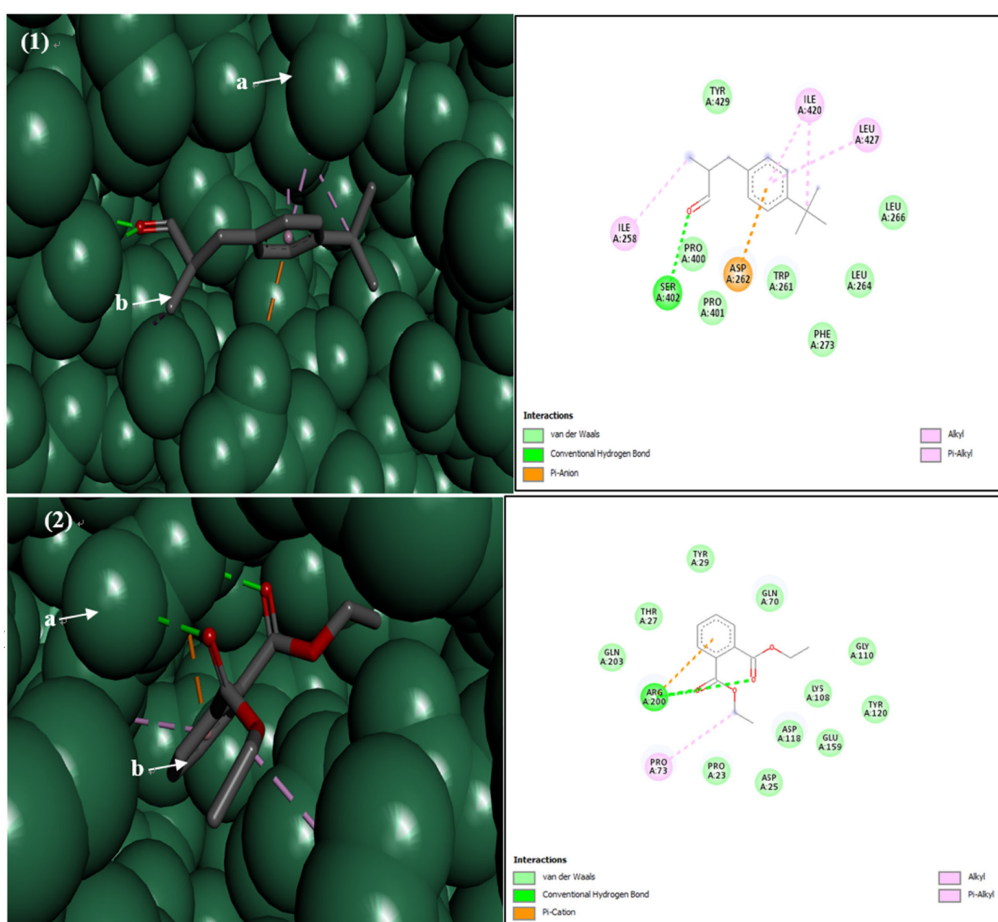 (1)
a
b
TYR
A:429
ILE
A:420
LEU
A:427
LEU
A:266
ILE
A:258
PRO
A:400
ASP
A:262
TRP
A:261
LEU
A:264
SER
A:402
PRO
A:401
PHE
A:273
Interactions
van der Waals
Conventional Hydrogen Bond
Pi-Anion
Alkyl
Pi-Alkyl
(2)
a
b
TYR
A:29
GLN
A:70
THR
A:27
GLN
A:203
GLY
A:110
ARG
A:200
LYS
A:108
TYR
A:120
ASP
A:118
GLU
A:159
PRO
A:73
PRO
A:23
ASP
A:25
Interactions
van der Waals
Conventional Hydrogen Bond
Pi-Cation
Alkyl
Pi-Alkyl